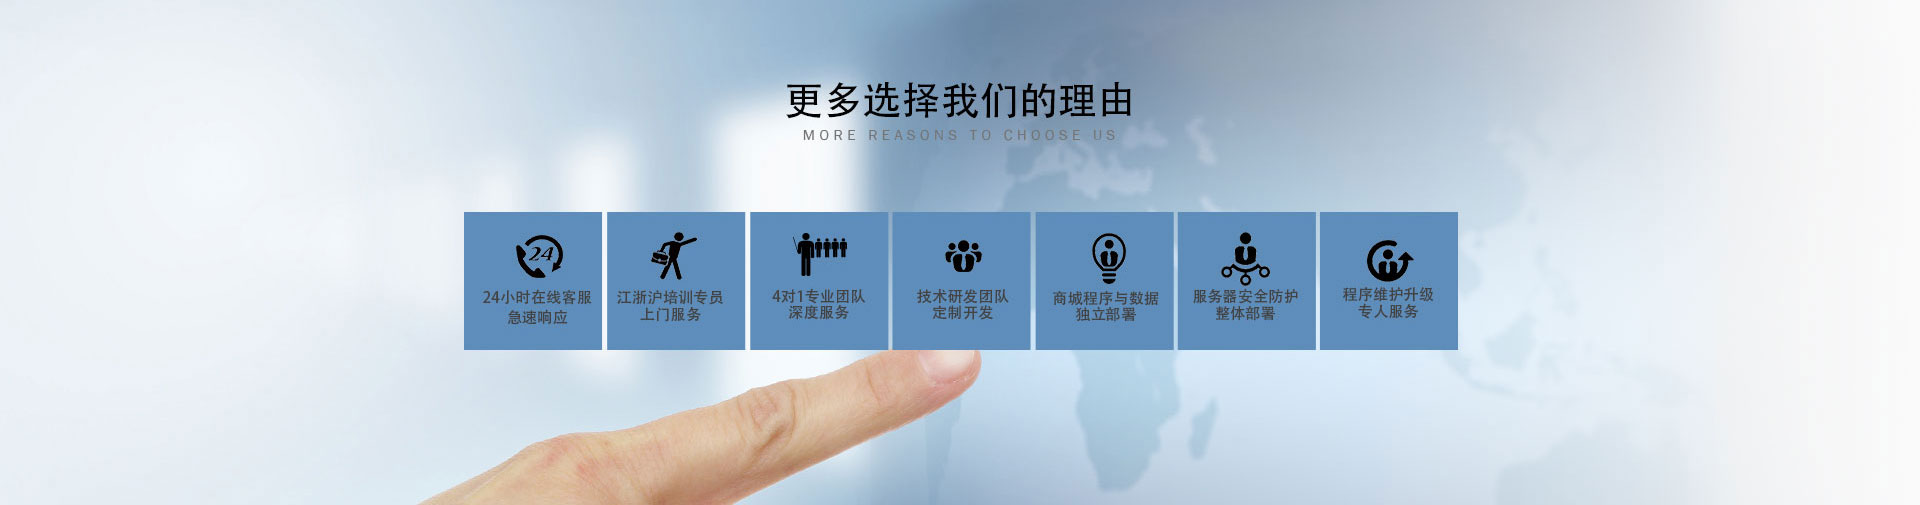 更多选择我们的理由
MORE REASONS TO CHOOSE US
24
24小时在线客服
急速响应
江浙沪培训专员
上门服务
4对1专业团队
深度服务
技术研发团队
定制开发
商城程序与数据
独立部署
服务器安全防护
整体部署
程序维护升级
专人服务